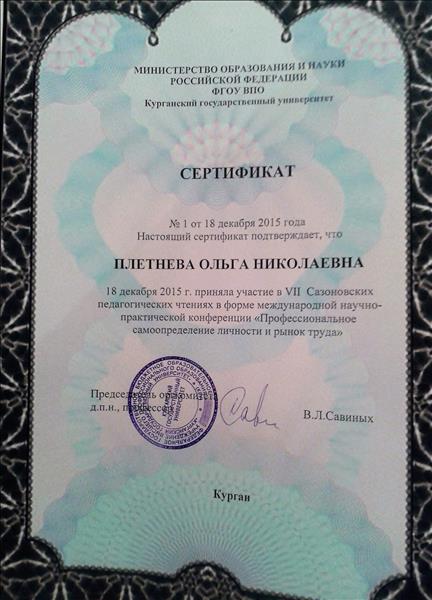 МИНИСТЕРСТВО ОБРАЗОВАНИЯ И НАУКИ
РОССИЙСКОЙ ФЕДЕРАЦИИ
ФГОУ ВПО
Курганский государственный университет
СЕРТИФИКАТ
№ 1 от 18 декабря 2015 года
Настоящий сертификат подтверждает, что
ПЛЕТНЕВА ОЛЬГА НИКОЛАЕВНА
18 декабря 2015 г. приняла участие в VII Сазоновских
педагогических чтениях в форме международной научно-
практической конференции «Профессиональное
самоопределение личности и рынок труда»
Председатель оргкомитета,
д.п.н., профессор
В.Л.Савиных
Курган